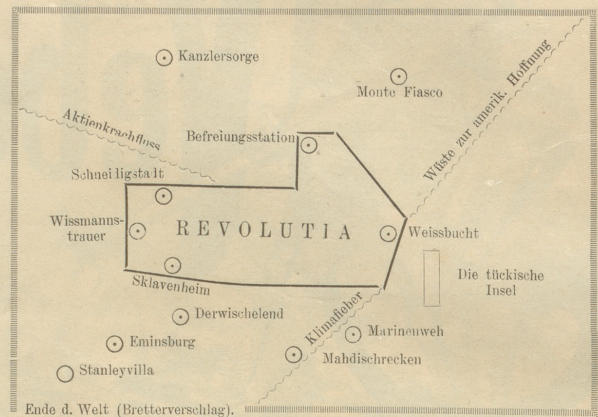 Kanzlersorge
Monte Fiasco
Wüste zur amerik. Hoffnung
Aktienkrachfluss
Befreiungsstation
Schneiligstadt
Wissmanns-
trauer
REVOLUTIA
Weissbucht
Die tückische
Insel
Sklavenheim
Derwischelend
Klimafieber
Marinenweh
Eminsburg
Mahdischrecken
Stanleyvilla
Ende d. Welt (Bretterverschlag).